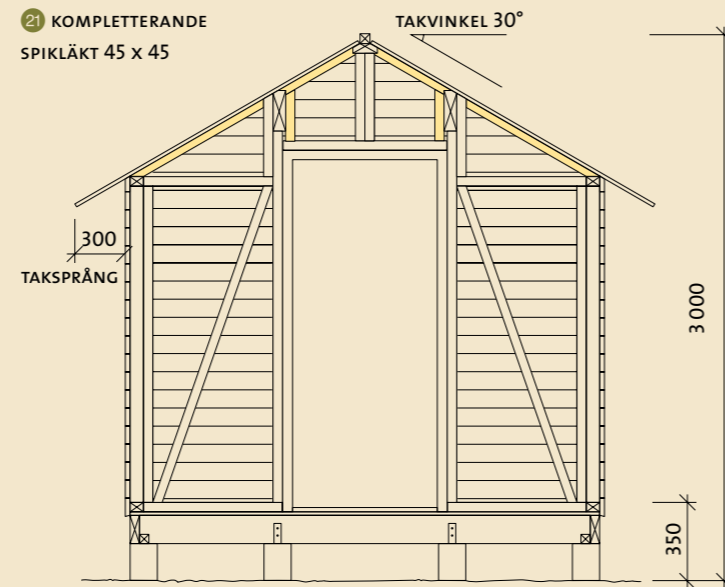 21 KOMPLETTERANDE
SPIKLÄKT 45 x 45
TAKVINKEL 30°
300
TAKSPRÅNG
3 000
350